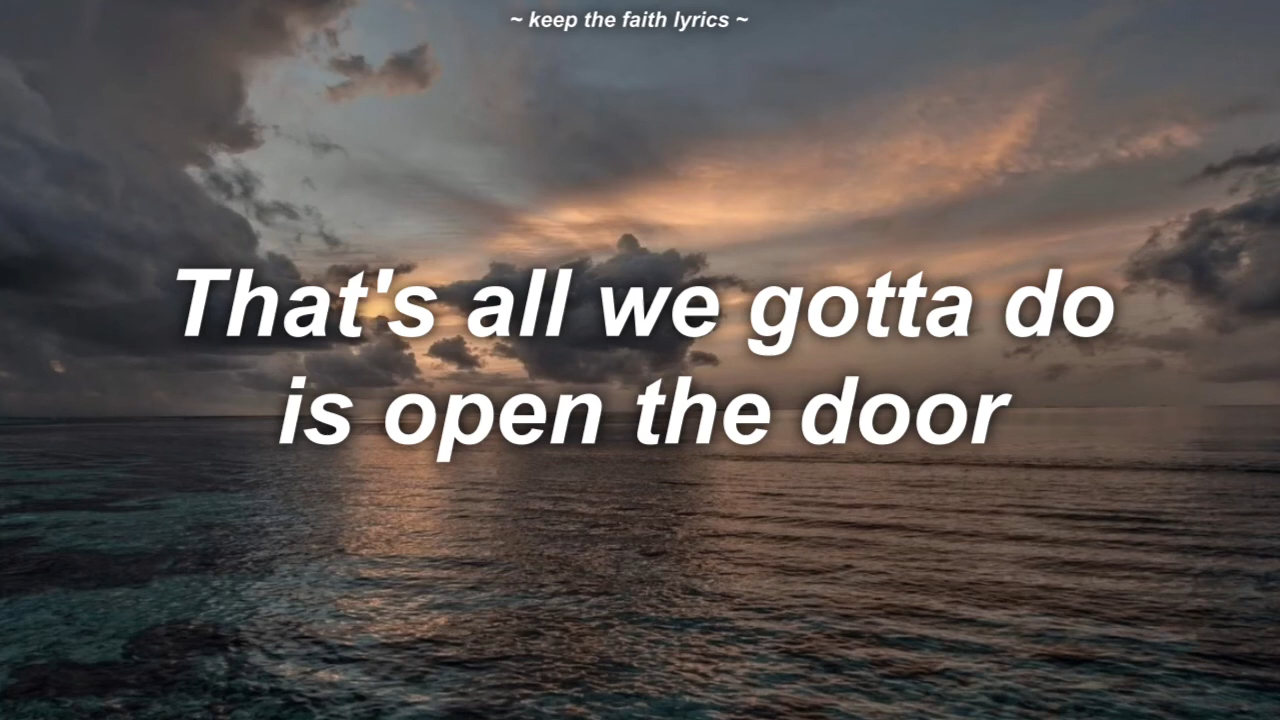 ~ keep the faith lyrics ~
That's all we gotta do
is open the door